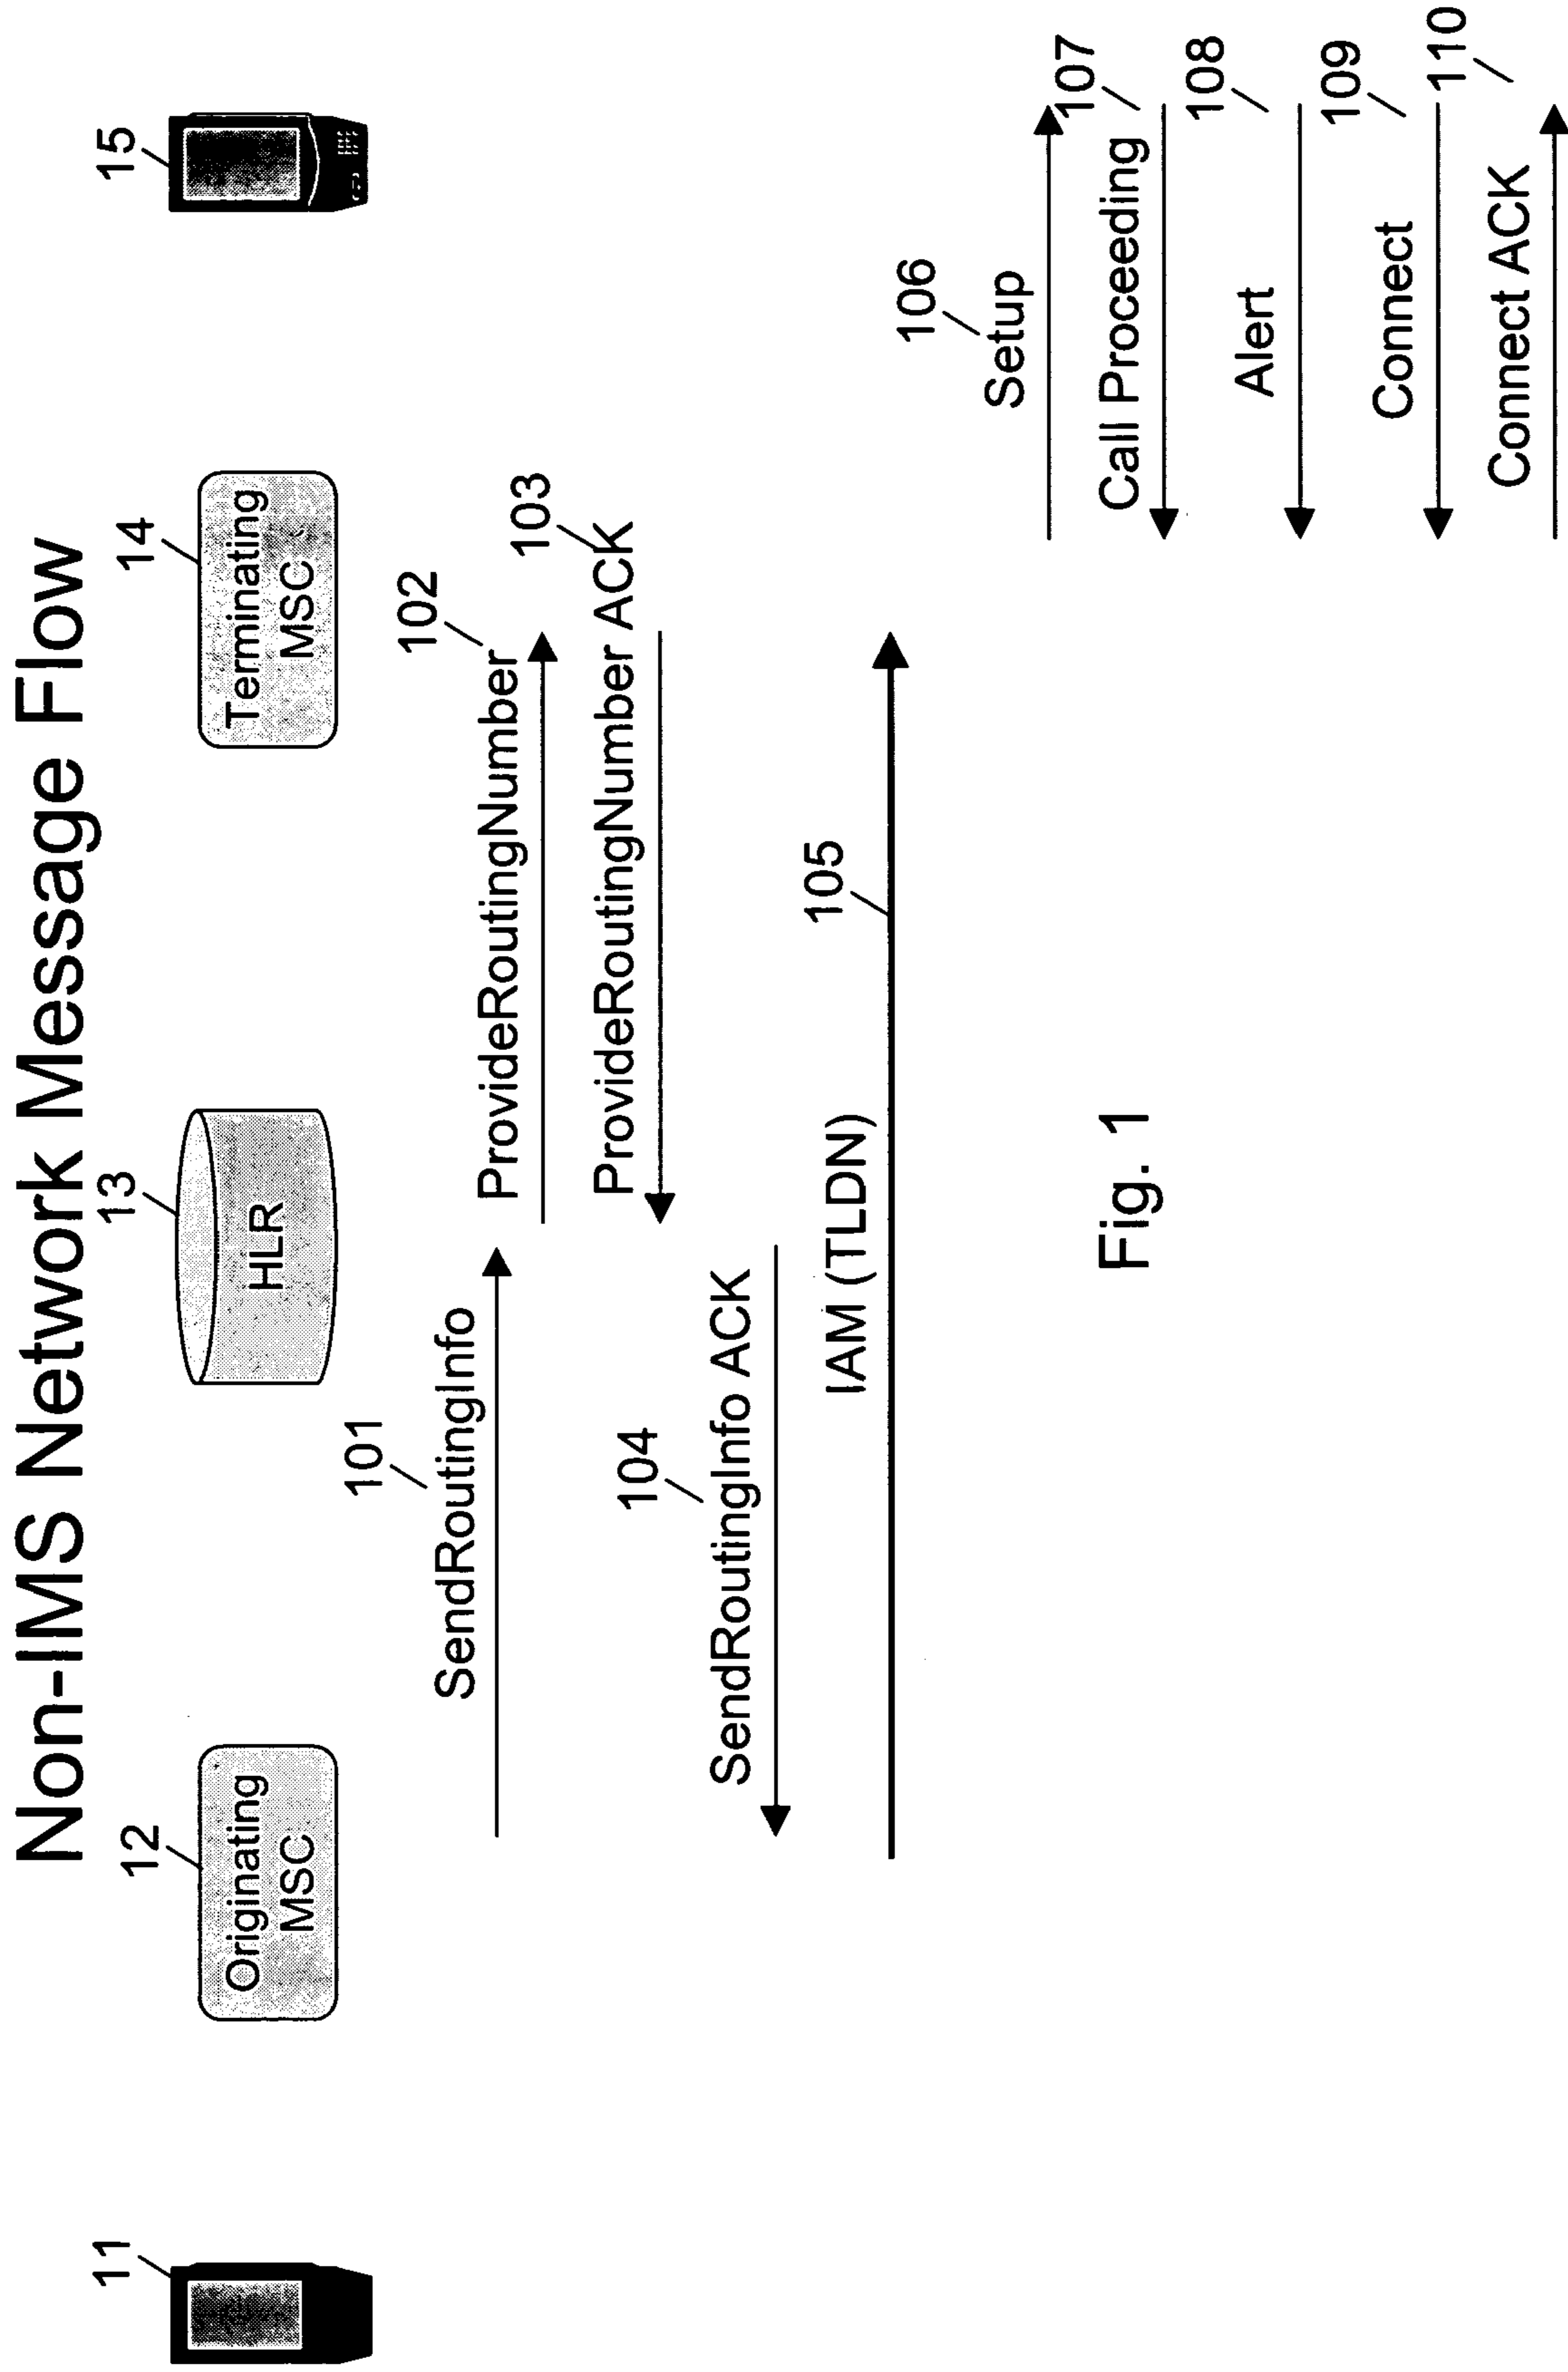 Non-IMS Network Message Flow
11
12
13
14
15
Originating
MSC
HLR
Terminating
MSC
101
SendRoutingInfo
102
ProvideRoutingNumber
103
ProvideRoutingNumber ACK
104
SendRoutingInfo ACK
105
IAM (TLDN)
106
Setup
107
Call Proceeding
108
Alert
109
Connect
110
Connect ACK
Fig. 1